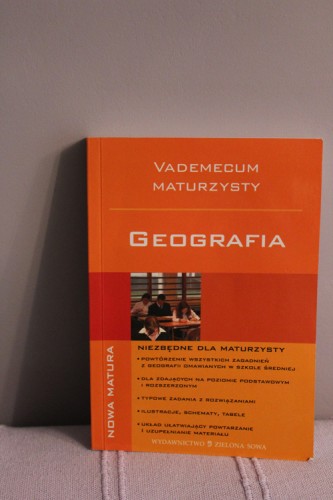 VADEMECUM
MATURZYSTY
GEOGRAFIA
NOWA MATURA
NIEZBĘDNE DLA MATURZYSTY
• POWTÓRZENIE WSZYSTKICH ZAGADNIEŃ
Z GEOGRAFII OMAWIANYCH W SZKOLE ŚREDNIEJ
• DLA ZDAJĄCYCH NA POZIOMIE PODSTAWOWYM
I ROZSZERZONYM
• TYPOWE ZADANIA Z ROZWIĄZANIAMI
• ILUSTRACJE, SCHEMATY, TABELE
• UKŁAD UŁATWIAJĄCY POWTARZANIE
I UZUPEŁNIANIE MATERIAŁU
WYDAWNICTWO ZIELONA SOWA